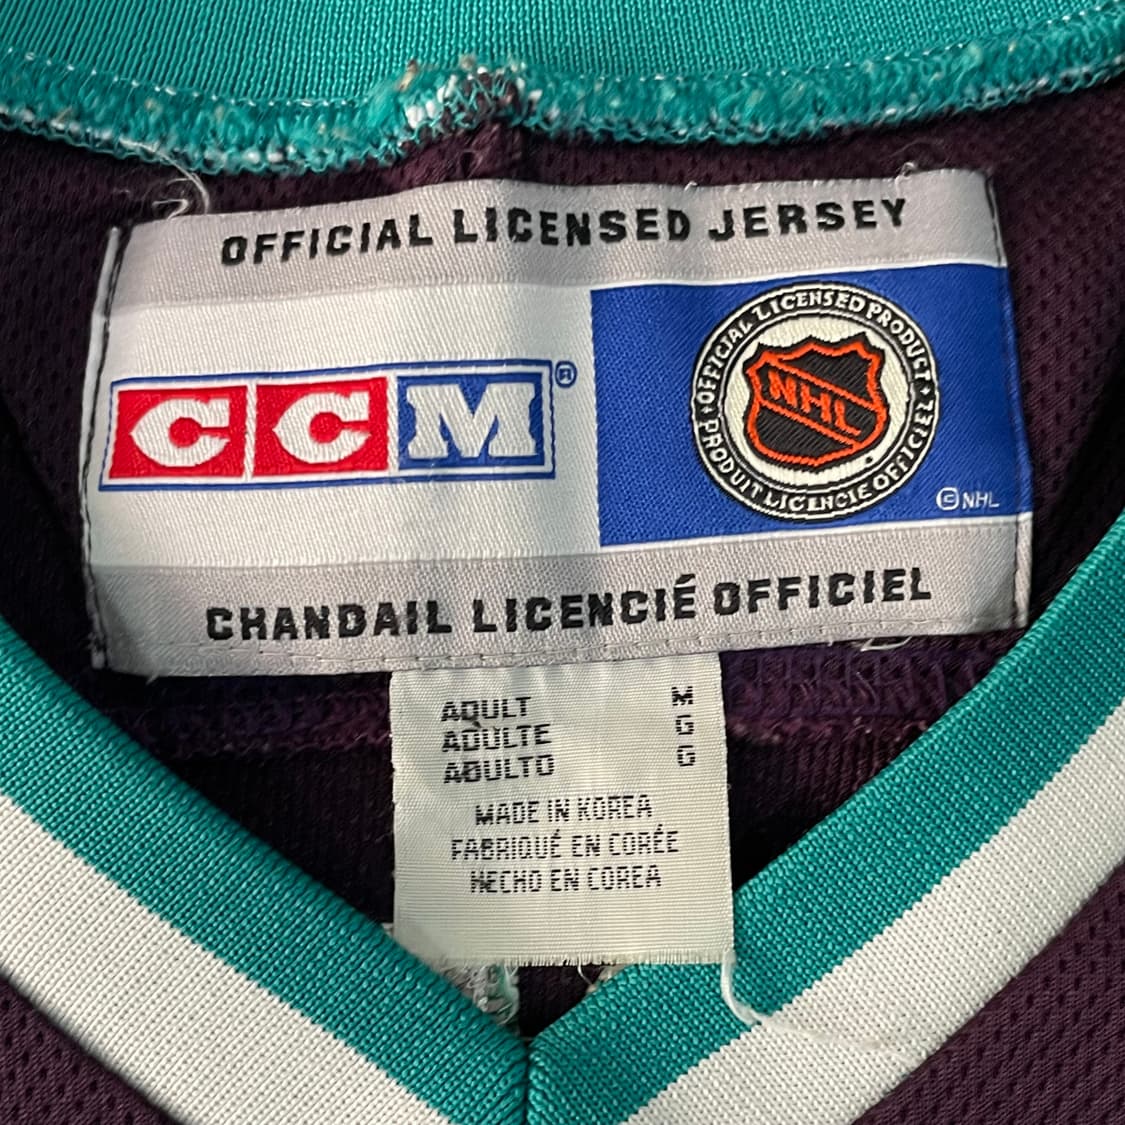 OFFICIAL LICENSED JERSEY
CCM®
OFFICIAL LICENSED PRODUCT
NHL
PRODUIT LICENCIE OFFICIEL
© NHL
CHANDAIL LICENCIÉ OFFICIEL
ADULT M
ADULTE G
ADULTO G
MADE IN KOREA
FABRIQUÉ EN CORÉE
HECHO EN COREA